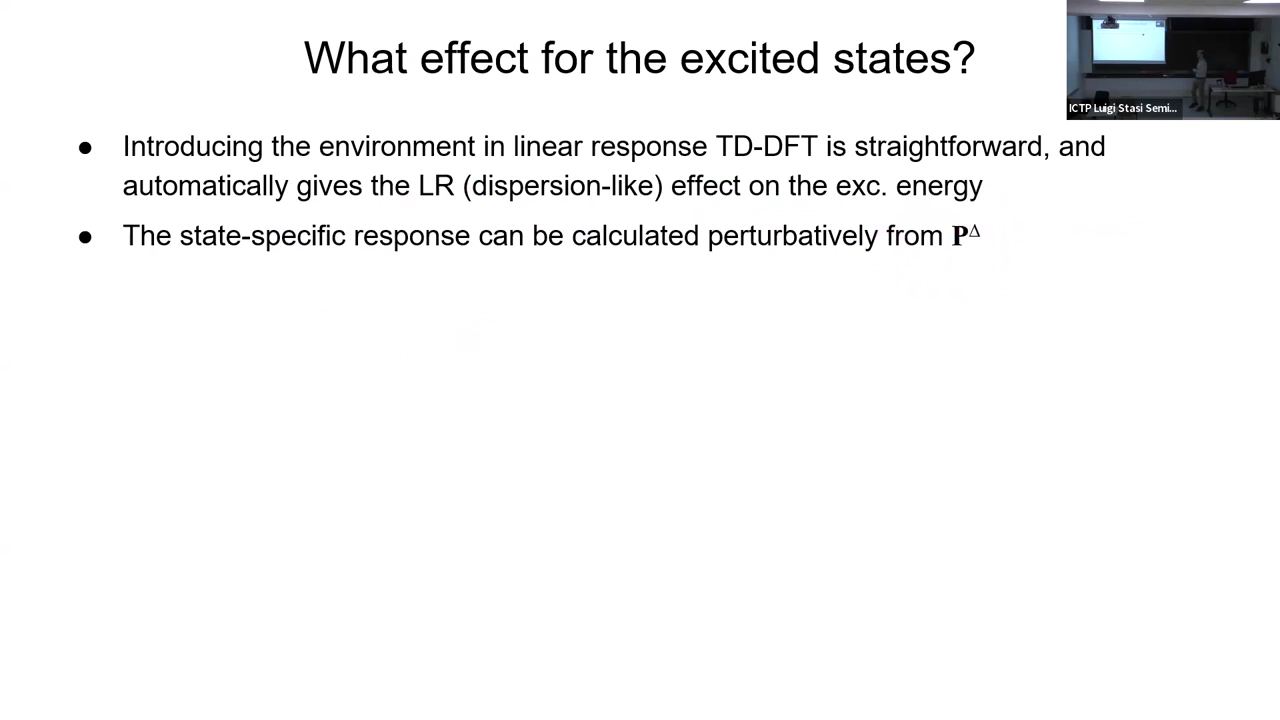 What effect for the excited states?
ICTP Luigi Stasi Semi...
● Introducing the environment in linear response TD-DFT is straightforward, and
automatically gives the LR (dispersion-like) effect on the exc. energy
● The state-specific response can be calculated perturbatively from P^Δ